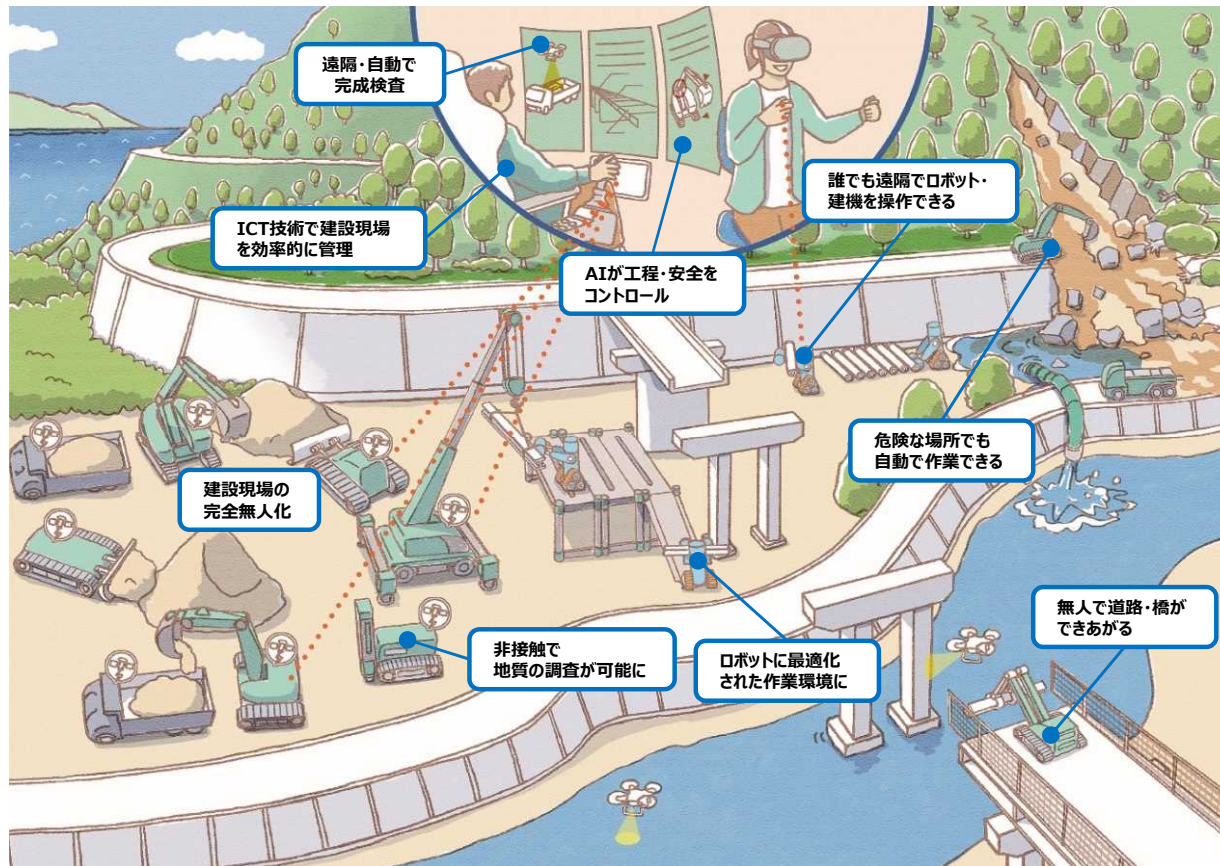 遠隔・自動で
完成検査
誰でも遠隔でロボット・
建機を操作できる
ICT技術で建設現場
を効率的に管理
AIが工程・安全を
コントロール
危険な場所でも
自動で作業できる
建設現場の
完全無人化
無人で道路・橋が
できあがる
非接触で
地質の調査が可能に
ロボットに最適化
された作業環境に